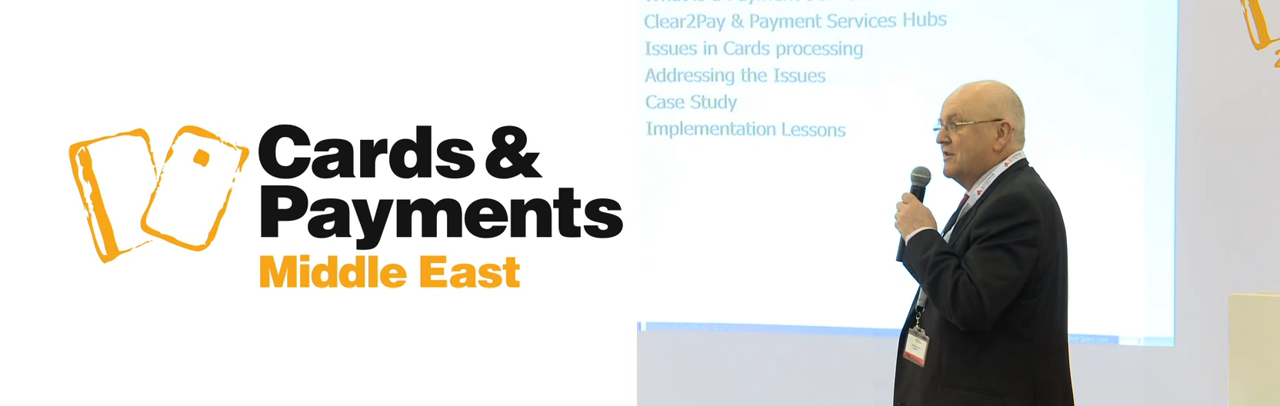 Cards &
Payments
Middle East
Clear2Pay & Payment Services Hubs
Issues in Cards processing
Addressing the Issues
Case Study
Implementation Lessons